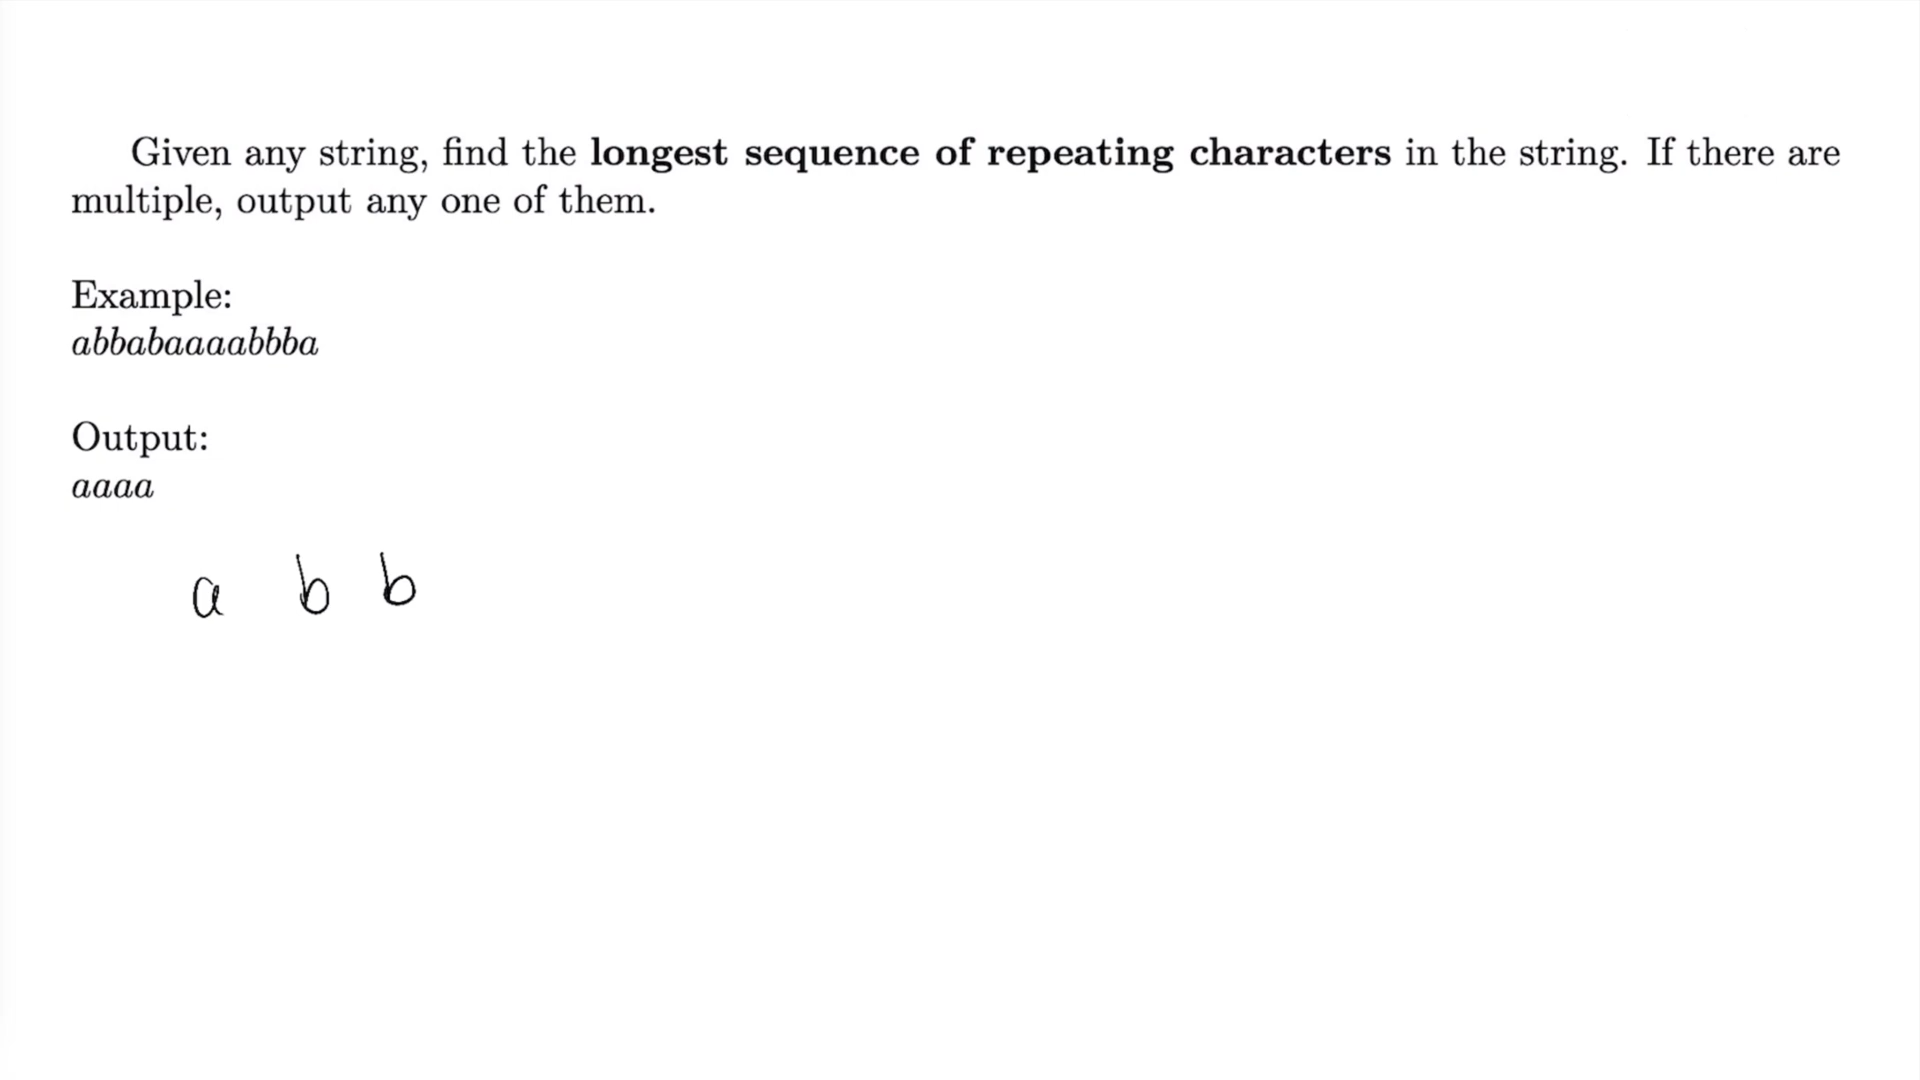 Given any string, find the longest sequence of repeating characters in the string. If there are
multiple, output any one of them.
Example:
abbabaaaabbba
Output:
aaaa
a b b